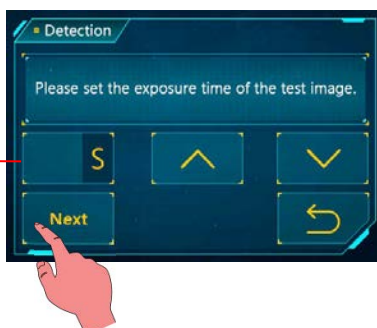 Detection
Please set the exposure time of the test image.
S
Next